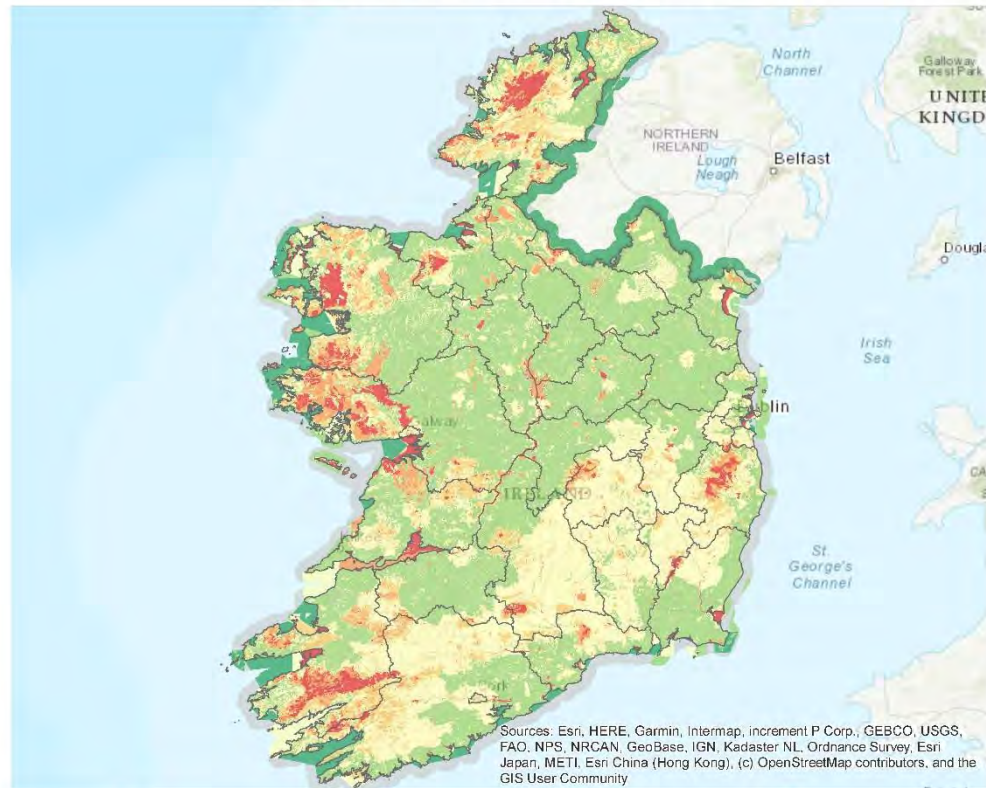 North
Channel
Galloway
Forest Park
UNITE
KINGD
NORTHERN
IRELAND
Belfast
Lough
Neagh
Dougla
Irish
Sea
blin
alway
IRELAND
St.
George's
Channel
Sources: Esri, HERE, Garmin, Intermap, increment P Corp., GEBCO, USGS,
FAO, NPS, NRCAN, GeoBase, IGN, Kadaster NL, Ordnance Survey, Esri
Japan, METI, Esri China (Hong Kong), (c) OpenStreetMap contributors, and the
GIS User Community